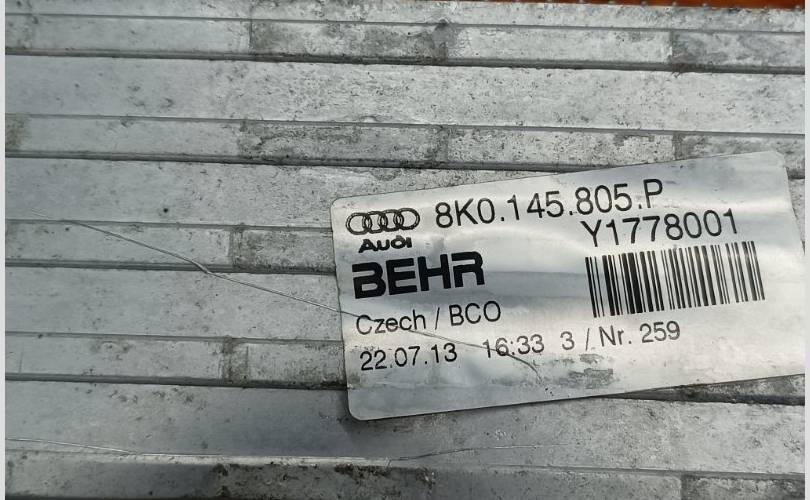 8K0.145.805.P
Audi
Y1778001
BEHR
Czech / BCO
22.07.13 16:33 3 / Nr. 259